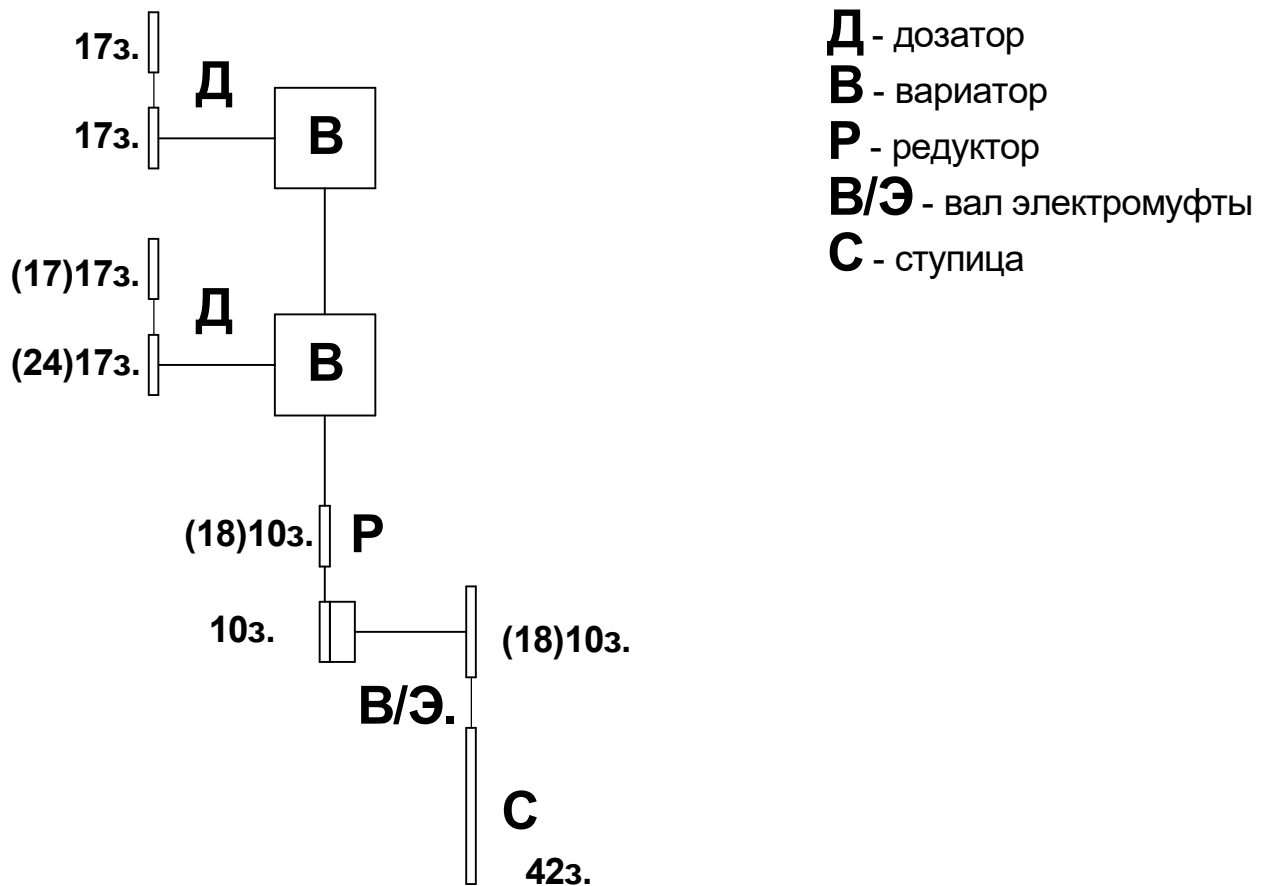 17з.
Д
17з.
В
(17)17з.
Д
(24)17з.
В
(18)10з.
Р
10з.
(18)10з.
В/Э.
С
42з.
Д - дозатор
В - вариатор
Р - редуктор
В/Э - вал электромуфты
С - ступица